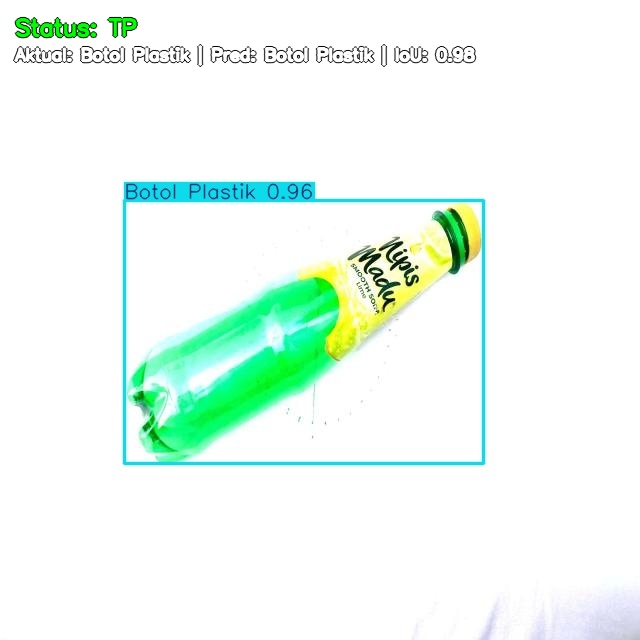 Status: TP
Aktual: Botol Plastik | Pred: Botol Plastik | IoU: 0.98
Botol Plastik 0.96
Nipis
Madu
SMOOTH SODA
Lime